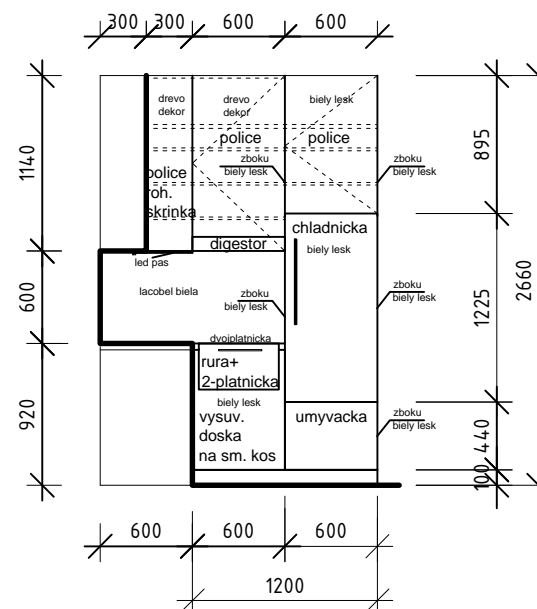 300 300 600 600
drevo
dekor
drevo
dekor
biely lesk
police
police
zboku
biely lesk
zboku
biely lesk
police
roh.
skrinka
chladnicka
biely lesk
digestor
led pas
lacobel biela
zboku
biely lesk
zboku
biely lesk
dvojplatnicka
rura+
2-platnicka
biely lesk
vysuv.
doska
na sm. kos
umyvacka
zboku
biely lesk
1140
600
920
895
1225
440
100
2660
600 600 600
1200